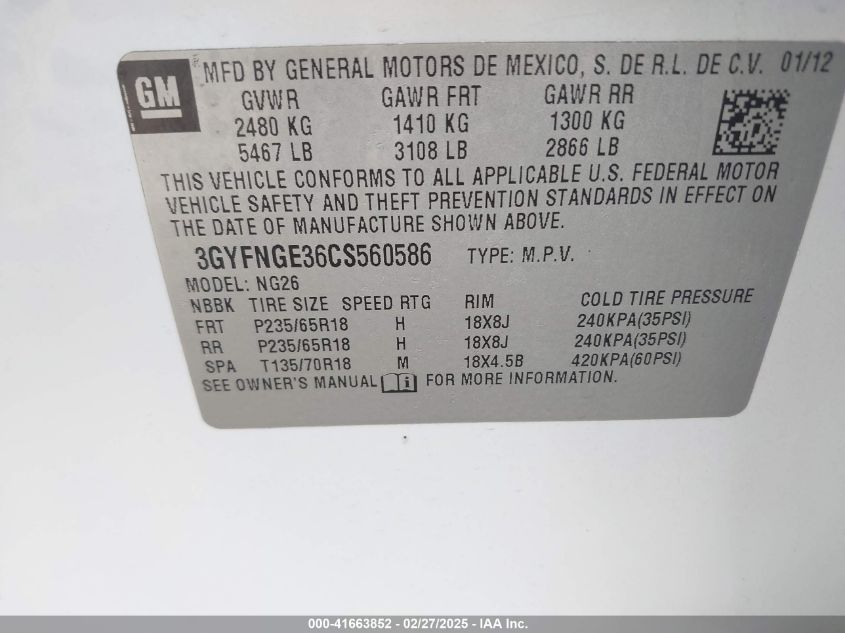 GM ® MFD BY GENERAL MOTORS DE MEXICO, S. DE R.L. DE C.V. 01/12
GVWR GAWR FRT GAWR RR
2480 KG 1410 KG 1300 KG
5467 LB 3108 LB 2866 LB
THIS VEHICLE CONFORMS TO ALL APPLICABLE U.S. FEDERAL MOTOR
VEHICLE SAFETY AND THEFT PREVENTION STANDARDS IN EFFECT ON
THE DATE OF MANUFACTURE SHOWN ABOVE.
3GYFNGE36CS560586 TYPE: M.P.V.
MODEL: NG26
NBBK TIRE SIZE SPEED RTG RIM COLD TIRE PRESSURE
FRT P235/65R18 H 18X8J 240KPA(35PSI)
RR P235/65R18 H 18X8J 240KPA(35PSI)
SPA T135/70R18 M 18X4.5B 420KPA(60PSI)
SEE OWNER'S MANUAL FOR MORE INFORMATION.
000-41663852 - 02/27/2025 - IAA Inc.